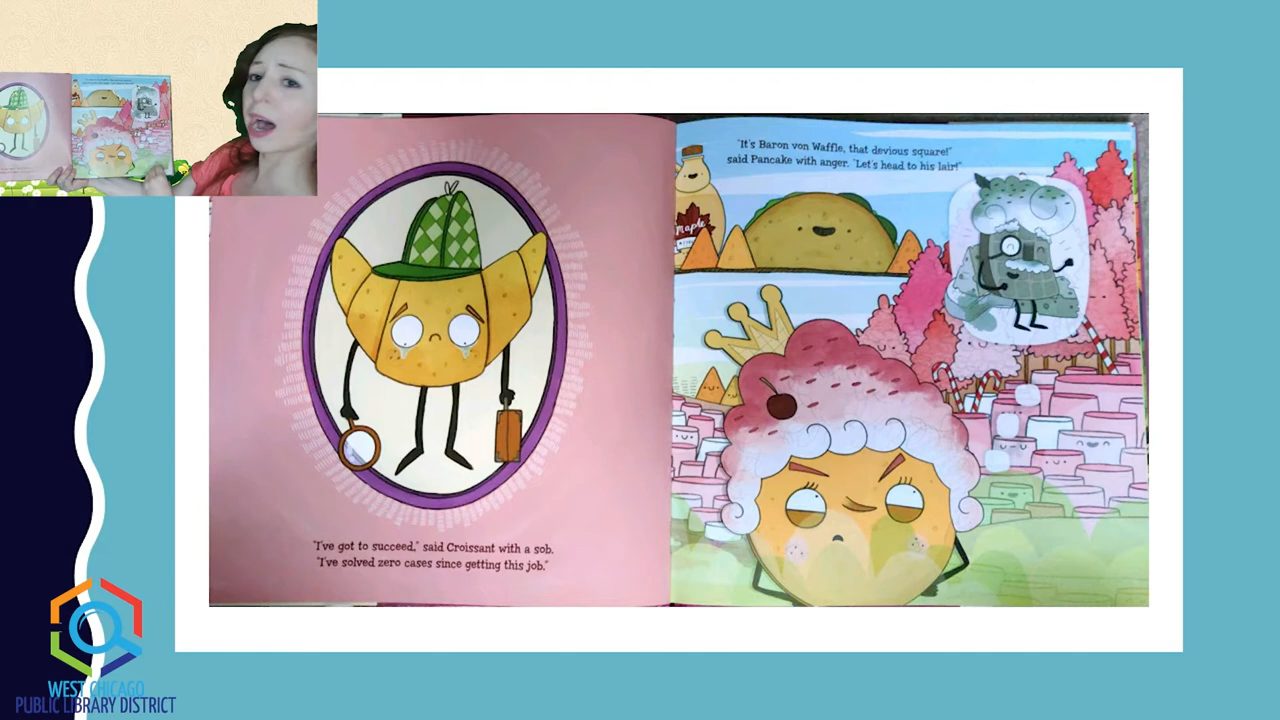 "It's Baron von Waffle, that devious square!"
said Pancake with anger. "Let's head to his lair!"
Maple
"I've got to succeed," said Croissant with a sob.
"I've solved zero cases since getting this job."
WEST CHICAGO
PUBLIC LIBRARY DISTRICT